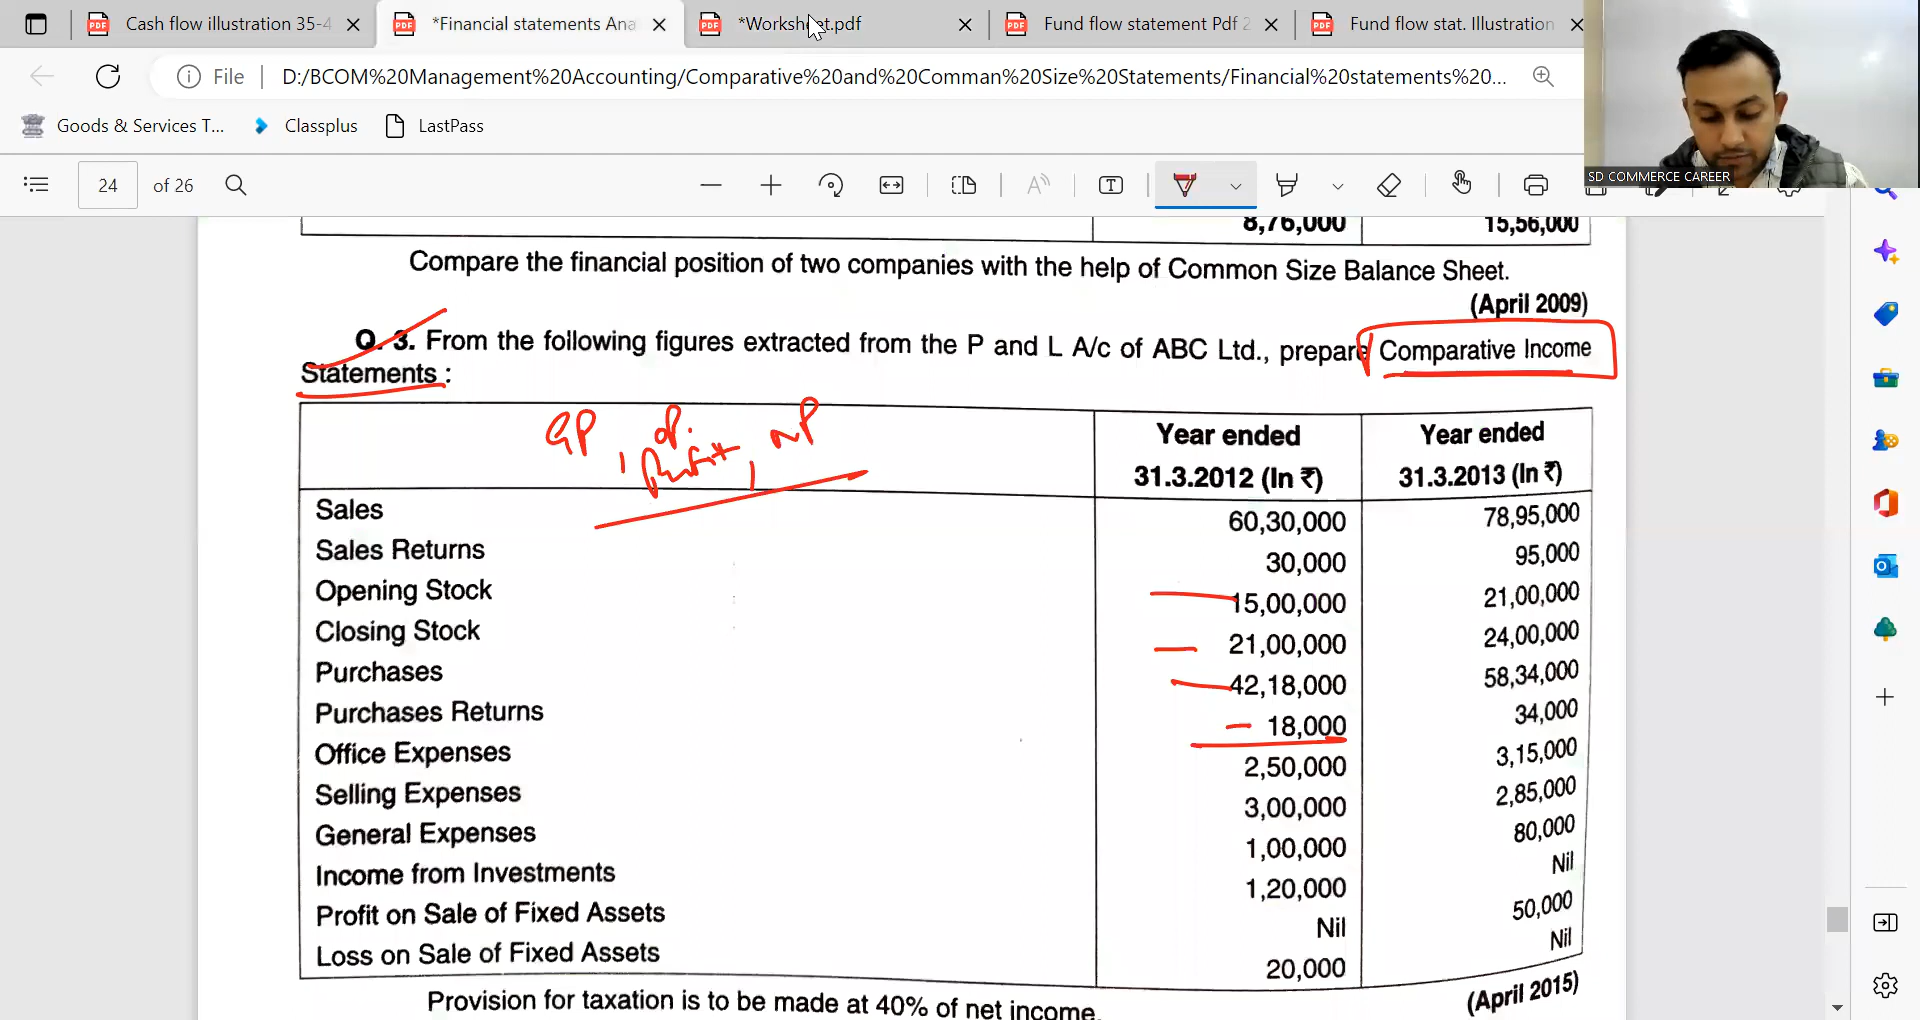 Cash flow illustration 35-4
*Financial statements Ana
*Worksheet.pdf
Fund flow statement Pdf 2
Fund flow stat. Illustration
File
D:/BCOM%20Management%20Accounting/Comparative%20and%20Comman%20Size%20Statements/Financial%20statements%20...
Goods & Services T...
Classplus
LastPass
24 of 26
SD COMMERCE CAREER
8,76,000 15,56,000
Compare the financial position of two companies with the help of Common Size Balance Sheet.
(April 2009)
Q. 3. From the following figures extracted from the P and L A/c of ABC Ltd., prepare Comparative Income
Statements :
GP, op. Profit, NP
Year ended 31.3.2012 (In ₹)
Year ended 31.3.2013 (In ₹)
Sales 60,30,000 78,95,000
Sales Returns 30,000 95,000
Opening Stock 15,00,000 21,00,000
Closing Stock 21,00,000 24,00,000
Purchases 42,18,000 58,34,000
Purchases Returns 18,000 34,000
Office Expenses 2,50,000 3,15,000
Selling Expenses 3,00,000 2,85,000
General Expenses 1,00,000 80,000
Income from Investments 1,20,000 Nil
Profit on Sale of Fixed Assets Nil 50,000
Loss on Sale of Fixed Assets 20,000 Nil
Provision for taxation is to be made at 40% of net income.
(April 2015)